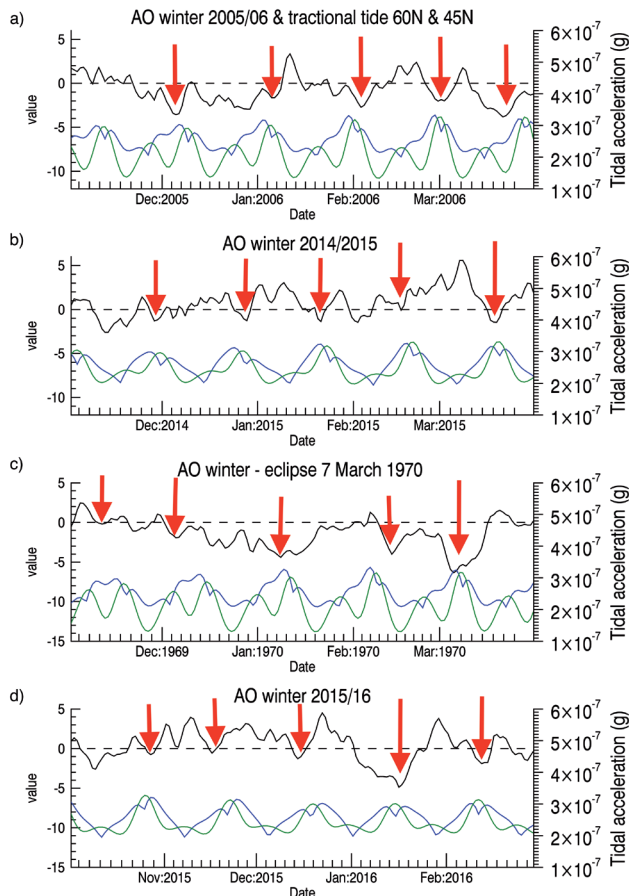 a) AO winter 2005/06 & tractional tide 60N & 45N
5
0
-5
-10
value
6×10⁻⁷
5×10⁻⁷
4×10⁻⁷
3×10⁻⁷
2×10⁻⁷
1×10⁻⁷
Tidal acceleration (g)
Dec:2005 Jan:2006 Feb:2006 Mar:2006
Date
b) AO winter 2014/2015
5
0
-5
-10
value
6×10⁻⁷
5×10⁻⁷
4×10⁻⁷
3×10⁻⁷
2×10⁻⁷
1×10⁻⁷
Tidal acceleration (g)
Dec:2014 Jan:2015 Feb:2015 Mar:2015
Date
c) AO winter - eclipse 7 March 1970
5
0
-5
-10
-15
value
6×10⁻⁷
5×10⁻⁷
4×10⁻⁷
3×10⁻⁷
2×10⁻⁷
1×10⁻⁷
Tidal acceleration (g)
Dec:1969 Jan:1970 Feb:1970 Mar:1970
Date
d) AO winter 2015/16
5
0
-5
-10
-15
value
6×10⁻⁷
5×10⁻⁷
4×10⁻⁷
3×10⁻⁷
2×10⁻⁷
1×10⁻⁷
Tidal acceleration (g)
Nov:2015 Dec:2015 Jan:2016 Feb:2016
Date